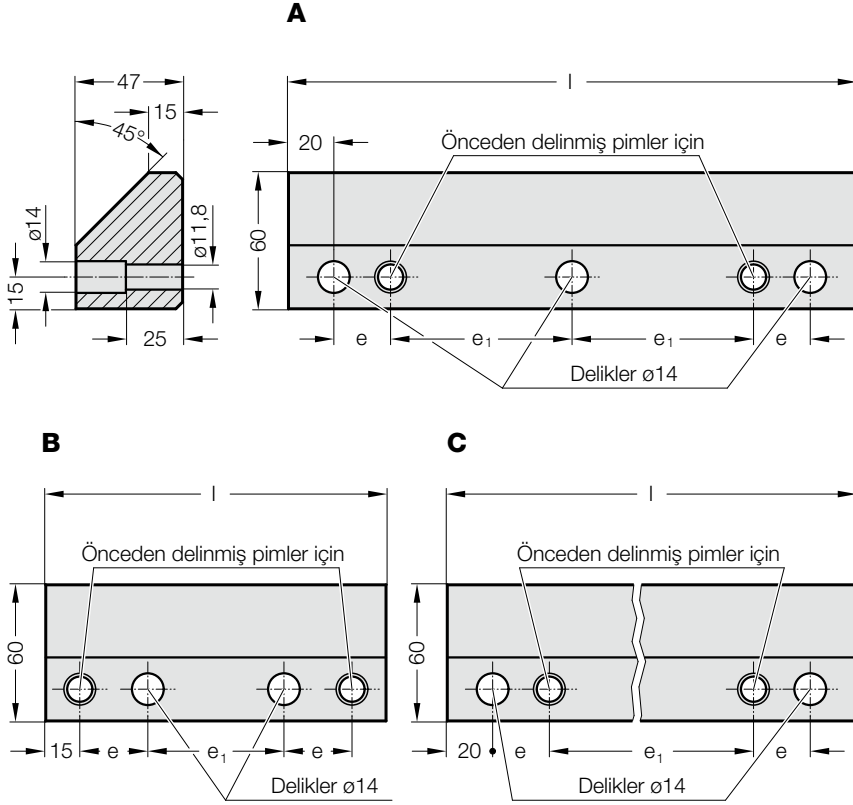 A
47
l
15
45°
20
Önceden delinmiş pimler için
ø14
ø11,8
60
15
25
e
e₁
e₁
e
Delikler ø14
B
C
l
l
Önceden delinmiş pimler için
Önceden delinmiş pimler için
60
60
15
e
e₁
e
20
e
e₁
e
Delikler ø14
Delikler ø14